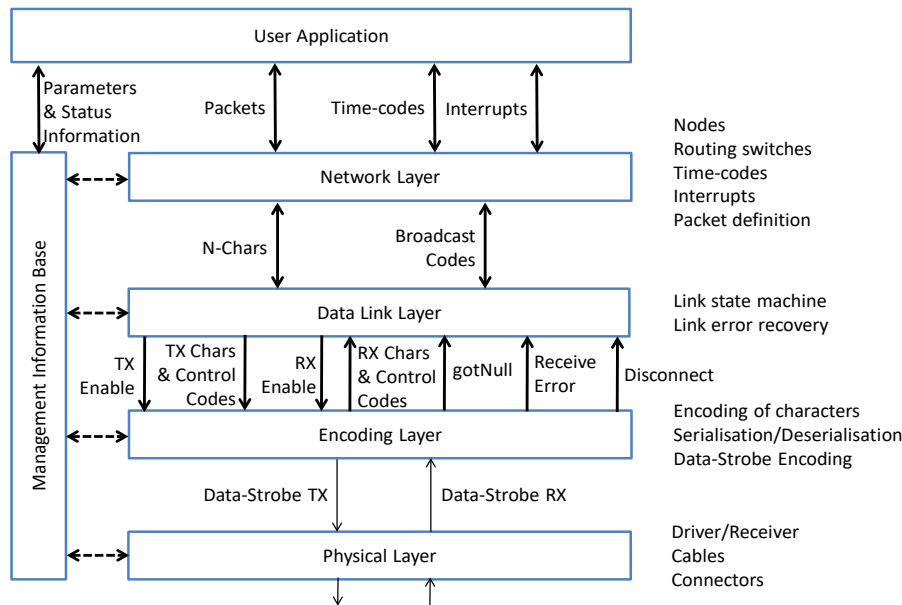 User Application
Parameters
& Status
Information
Packets
Time-codes
Interrupts
Nodes
Routing switches
Time-codes
Interrupts
Packet definition
Network Layer
N-Chars
Broadcast
Codes
Management Information Base
Data Link Layer
Link state machine
Link error recovery
TX
Enable
TX Chars
& Control
Codes
RX
Enable
RX Chars
& Control
Codes
gotNull
Receive
Error
Disconnect
Encoding Layer
Encoding of characters
Serialisation/Deserialisation
Data-Strobe Encoding
Data-Strobe TX
Data-Strobe RX
Physical Layer
Driver/Receiver
Cables
Connectors